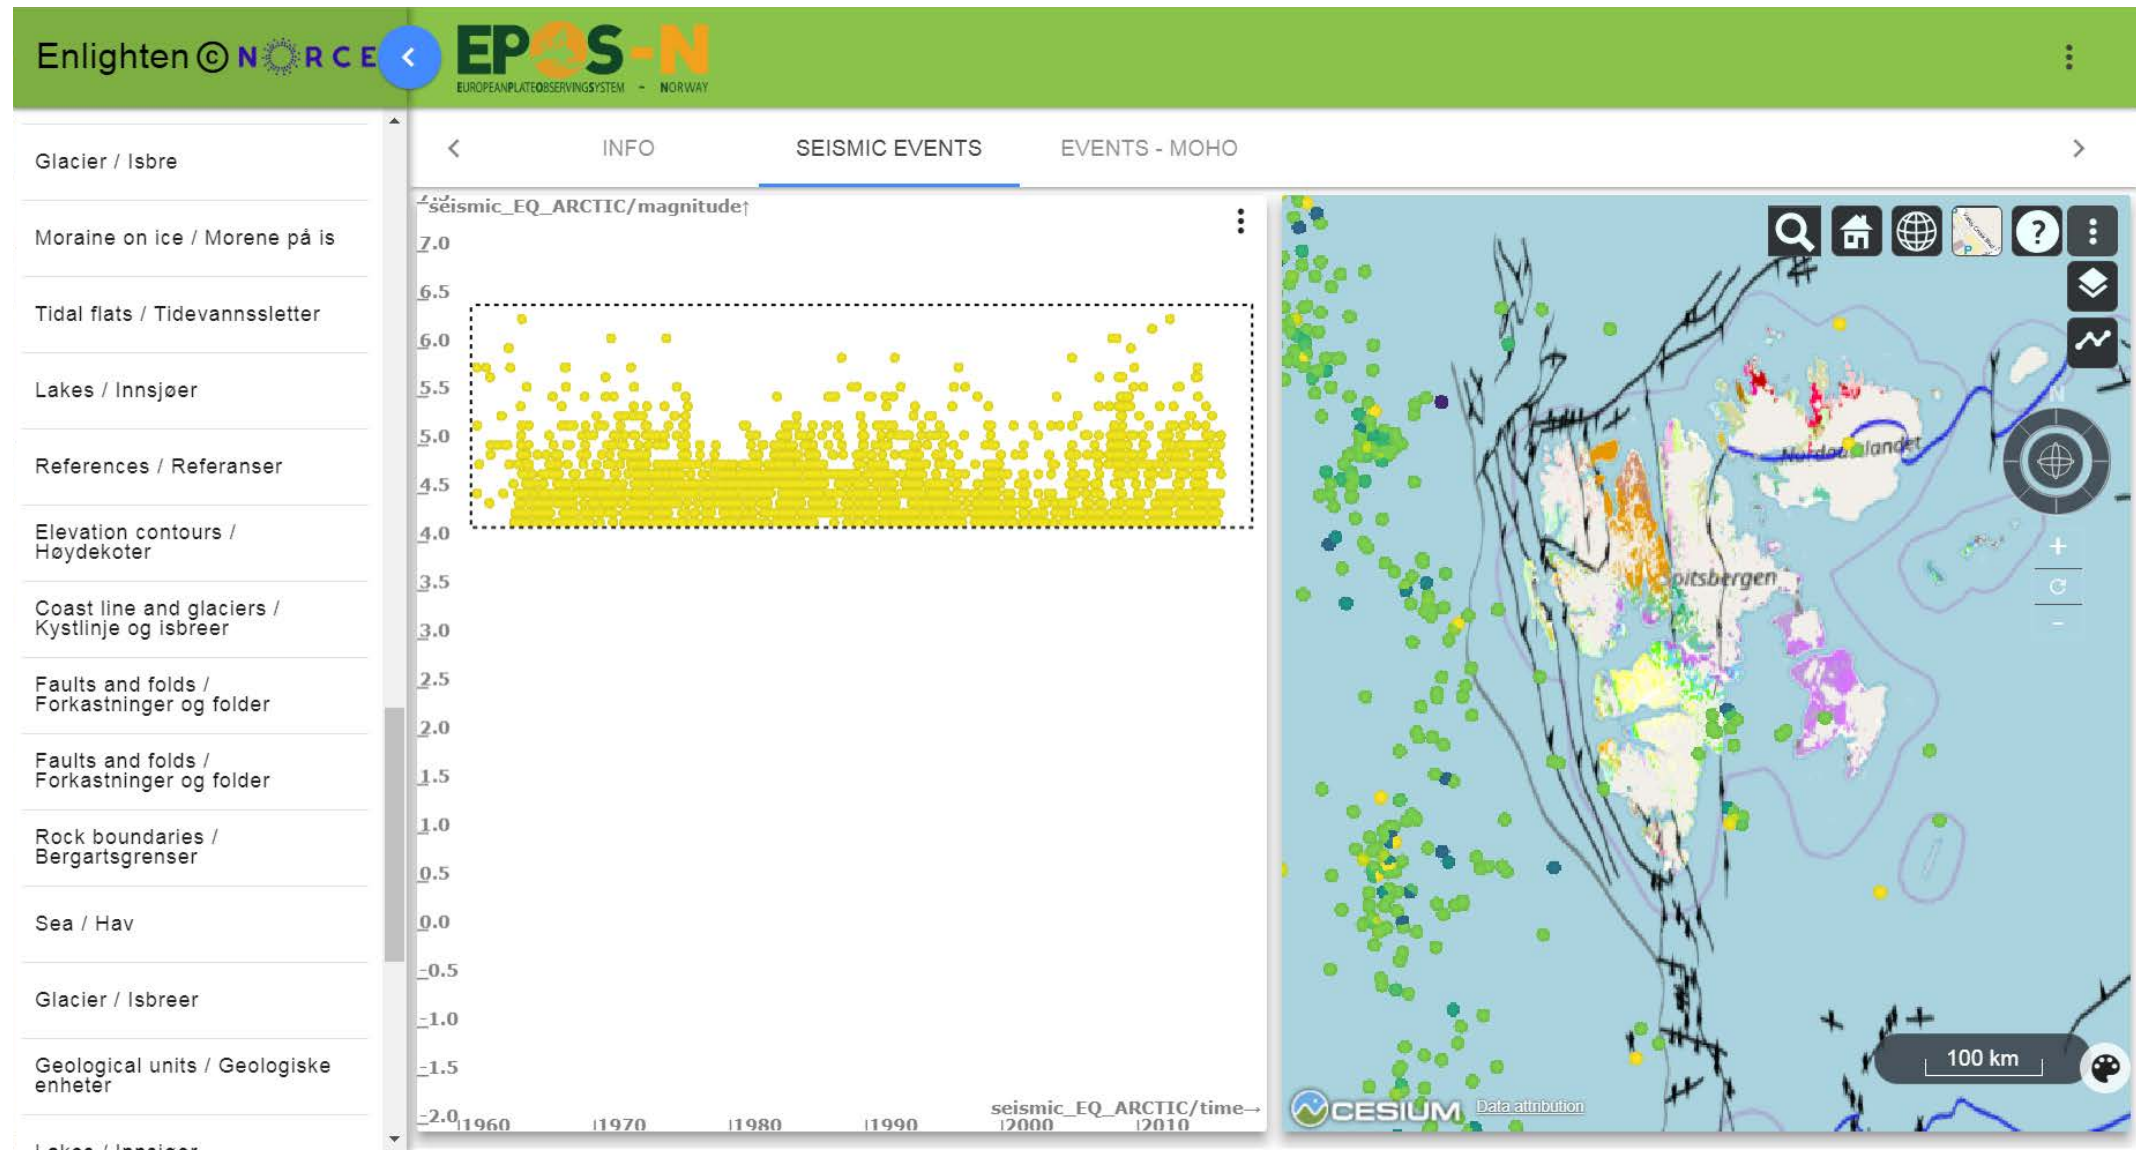 Enlighten © NORCE
EPOS-N
EUROPEANPLATEOBSERVINGSYSTEM - NORWAY
Glacier / Isbre
Moraine on ice / Morene på is
Tidal flats / Tidevannssletter
Lakes / Innsjøer
References / Referanser
Elevation contours /
Høydekoter
Coast line and glaciers /
Kystlinje og isbreer
Faults and folds /
Forkastninger og folder
Faults and folds /
Forkastninger og folder
Rock boundaries /
Bergartsgrenser
Sea / Hav
Glacier / Isbreer
Geological units / Geologiske
enheter
INFO
SEISMIC EVENTS
EVENTS - MOHO
seismic_EQ_ARCTIC/magnitude↑
7.0
6.5
6.0
5.5
5.0
4.5
4.0
3.5
3.0
2.5
2.0
1.5
1.0
0.5
0.0
-0.5
-1.0
-1.5
-2.0
seismic_EQ_ARCTIC/time→
1960
1970
1980
1990
2000
2010
N
Spitsbergen
100 km
CESIUM
Data attribution